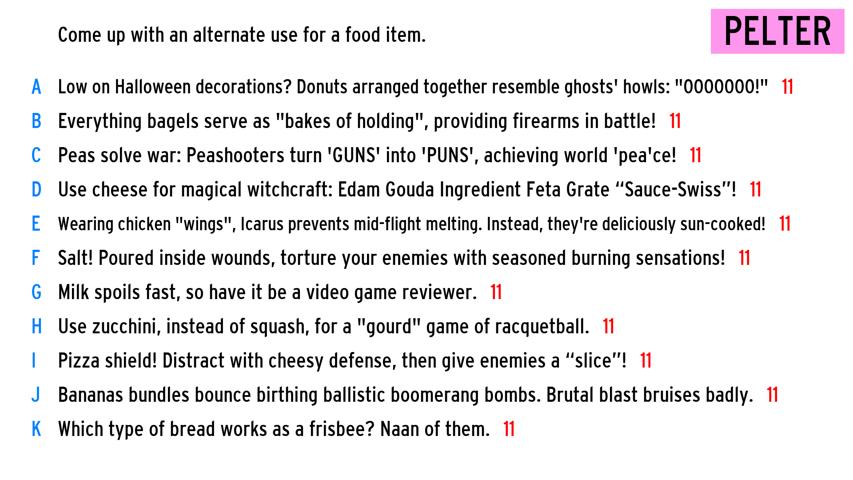 Come up with an alternate use for a food item.
PELTER
A Low on Halloween decorations? Donuts arranged together resemble ghosts' howls: "OOOOOOO!" 11
B Everything bagels serve as "bakes of holding", providing firearms in battle! 11
C Peas solve war: Peashooters turn 'GUNS' into 'PUNS', achieving world 'pea'ce! 11
D Use cheese for magical witchcraft: Edam Gouda Ingredient Feta Grate “Sauce-Swiss”! 11
E Wearing chicken "wings", Icarus prevents mid-flight melting. Instead, they're deliciously sun-cooked! 11
F Salt! Poured inside wounds, torture your enemies with seasoned burning sensations! 11
G Milk spoils fast, so have it be a video game reviewer. 11
H Use zucchini, instead of squash, for a "gourd" game of racquetball. 11
I Pizza shield! Distract with cheesy defense, then give enemies a “slice”! 11
J Bananas bundles bounce birthing ballistic boomerang bombs. Brutal blast bruises badly. 11
K Which type of bread works as a frisbee? Naan of them. 11